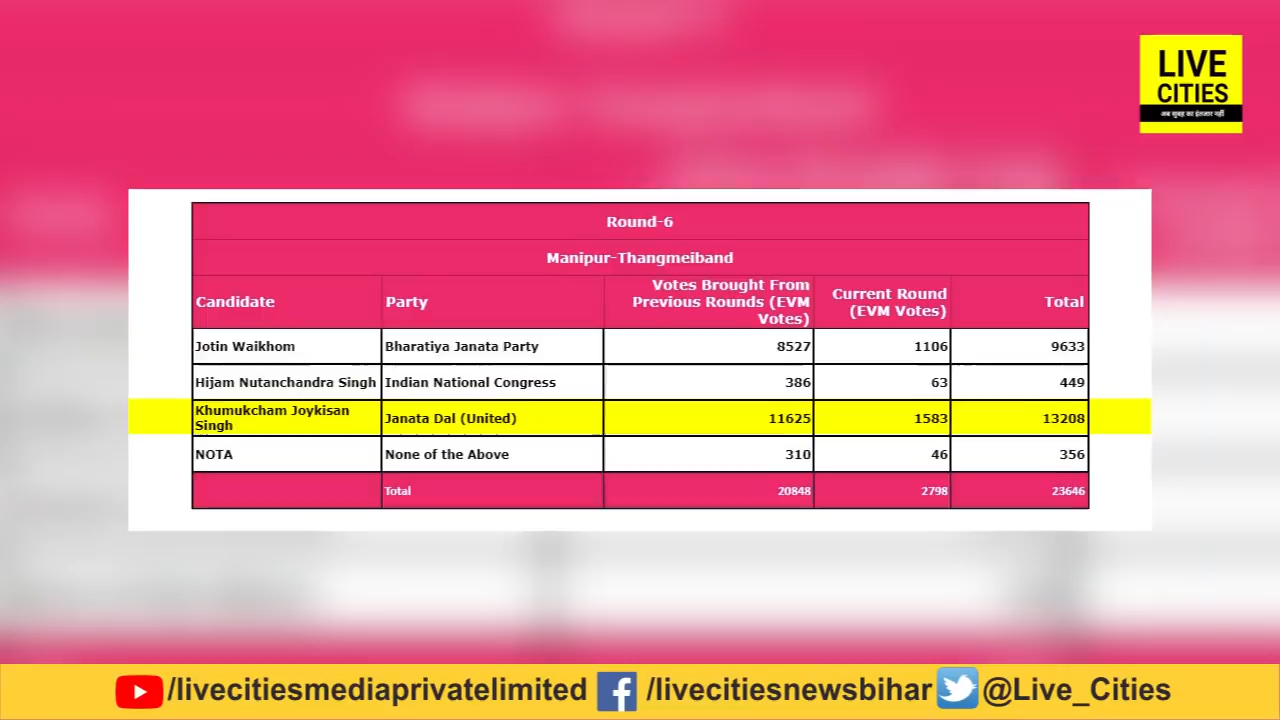 LIVE
CITIES
अब सुबह का इंतजार नहीं
Round-6
Manipur-Thangmeiband
Candidate Party Votes Brought From Previous Rounds (EVM Votes) Current Round (EVM Votes) Total
Jotin Waikhom Bharatiya Janata Party 8527 1106 9633
Hijam Nutanchandra Singh Indian National Congress 386 63 449
Khumukcham Joykisan Singh Janata Dal (United) 11625 1583 13208
NOTA None of the Above 310 46 356
Total 20848 2798 23646
/livecitiesmediaprivatelimited /livecitiesnewsbihar @Live_Cities